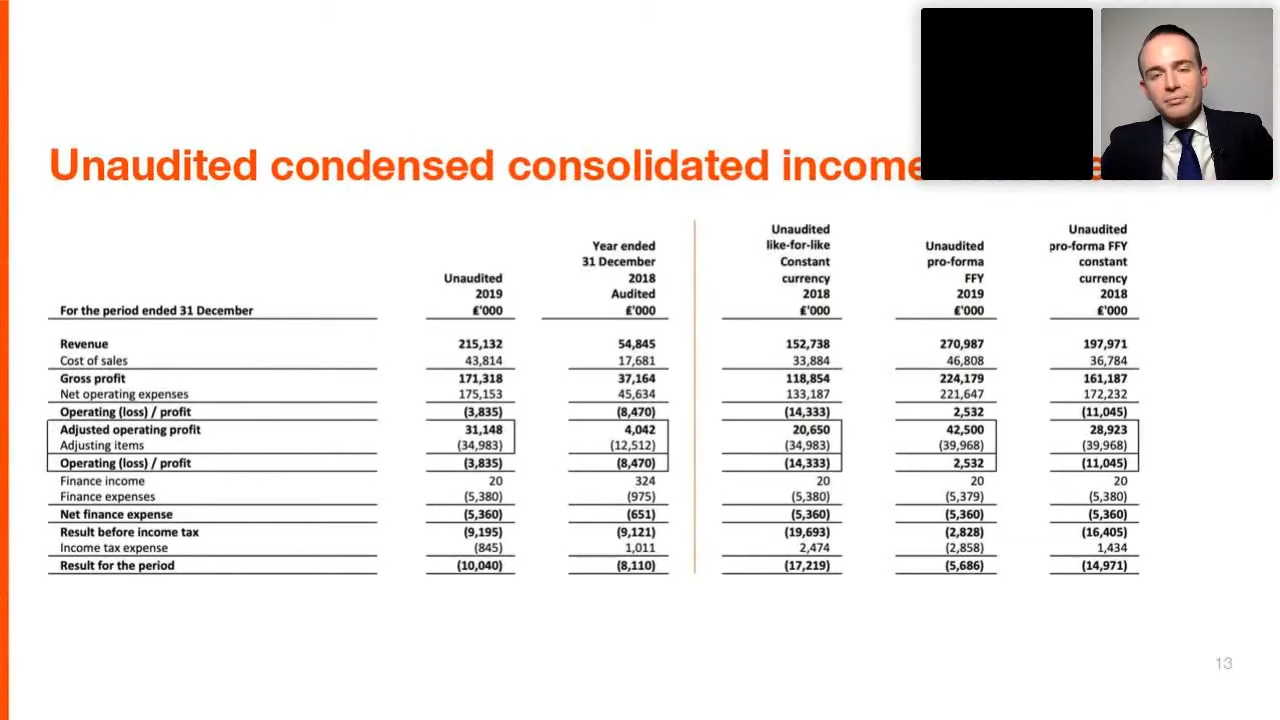 Unaudited condensed consolidated income
For the period ended 31 December
Unaudited 2019 £'000
Year ended 31 December 2018 Audited £'000
Unaudited like-for-like Constant currency 2018 £'000
Unaudited pro-forma FFY 2019 £'000
Unaudited pro-forma FFY constant currency 2018 £'000
Revenue 215,132 54,845 152,738 270,987 197,971
Cost of sales 43,814 17,681 33,884 46,808 36,784
Gross profit 171,318 37,164 118,854 224,179 161,187
Net operating expenses 175,153 45,634 133,187 221,647 172,232
Operating (loss) / profit (3,835) (8,470) (14,333) 2,532 (11,045)
Adjusted operating profit 31,148 4,042 20,650 42,500 28,923
Adjusting items (34,983) (12,512) (34,983) (39,968) (39,968)
Operating (loss) / profit (3,835) (8,470) (14,333) 2,532 (11,045)
Finance income 20 324 20 20 20
Finance expenses (5,380) (975) (5,380) (5,379) (5,380)
Net finance expense (5,360) (651) (5,360) (5,360) (5,360)
Result before income tax (9,195) (9,121) (19,693) (2,828) (16,405)
Income tax expense (845) 1,011 2,474 (2,858) 1,434
Result for the period (10,040) (8,110) (17,219) (5,686) (14,971)
13